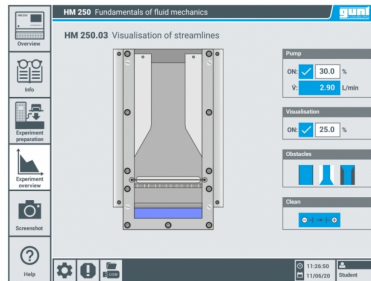 HM 250 Fundamentals of fluid mechanics
gunt
HM 250.03 Visualisation of streamlines
Overview
Info
Experiment
preparation
Experiment
overview
Screenshot
Help
Pump
ON: 30.0 %
V̇: 2.90 L/min
Visualisation
ON: 25.0 %
Obstacles
Clean
USB
11:26:50
11/06/20
Student